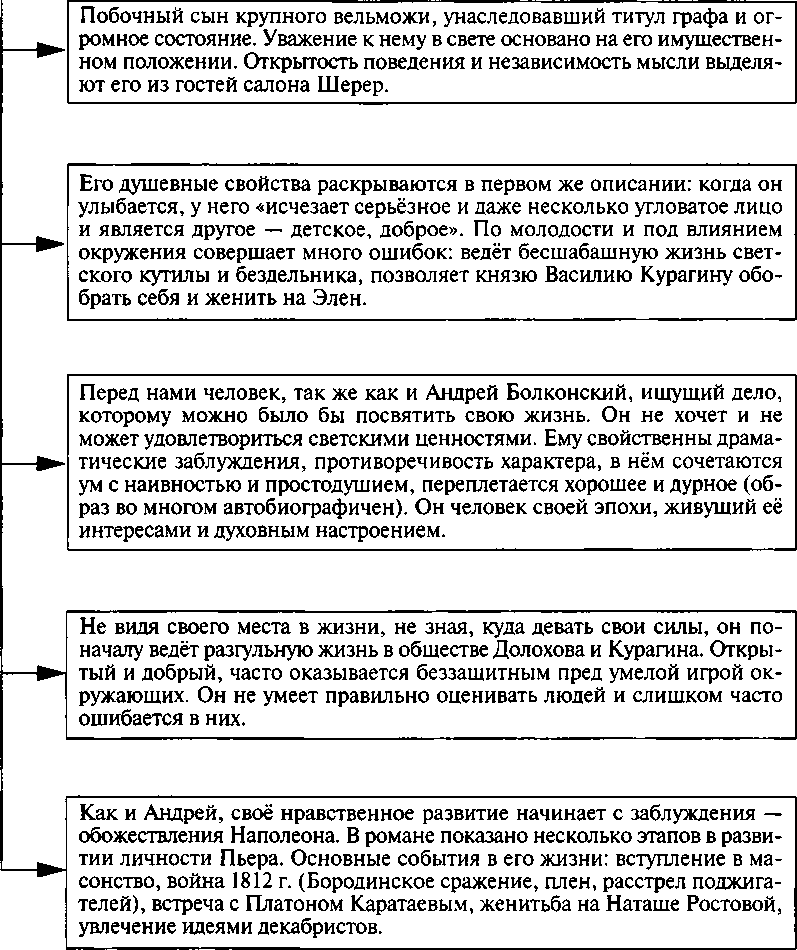 Побочный сын крупного вельможи, унаследовавший титул графа и ог-
ромное состояние. Уважение к нему в свете основано на его имуществен-
ном положении. Открытость поведения и независимость мысли выделя-
ют его из гостей салона Шерер.
Его душевные свойства раскрываются в первом же описании: когда он
улыбается, у него «исчезает серьёзное и даже несколько угловатое лицо
и является другое — детское, доброе». По молодости и под влиянием
окружения совершает много ошибок: ведёт бесшабашную жизнь свет-
ского кутилы и бездельника, позволяет князю Василию Курагину обо-
брать себя и женить на Элен.
Перед нами человек, так же как и Андрей Болконский, ищущий дело,
которому можно было бы посвятить свою жизнь. Он не хочет и не
может удовлетвориться светскими ценностями. Ему свойственны драма-
тические заблуждения, противоречивость характера, в нём сочетаются
ум с наивностью и простодушием, переплетается хорошее и дурное (об-
раз во многом автобиографичен). Он человек своей эпохи, живущий её
интересами и духовным настроением.
Не видя своего места в жизни, не зная, куда девать свои силы, он по-
началу ведёт разгульную жизнь в обществе Долохова и Курагина. Откры-
тый и добрый, часто оказывается беззащитным пред умелой игрой ок-
ружающих. Он не умеет правильно оценивать людей и слишком часто
ошибается в них.
Как и Андрей, своё нравственное развитие начинает с заблуждения —
обожествления Наполеона. В романе показано несколько этапов в разви-
тии личности Пьера. Основные события в его жизни: вступление в ма-
сонство, война 1812 г. (Бородинское сражение, плен, расстрел поджига-
телей), встреча с Платоном Каратаевым, женитьба на Наташе Ростовой,
увлечение идеями декабристов.